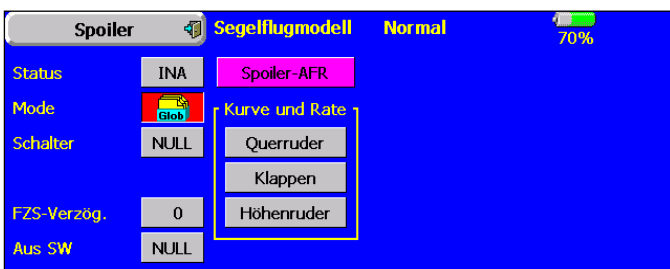 Spoiler Segelflugmodell Normal 70%
Status INA Spoiler-AFR
Mode Glob Kurve und Rate
Schalter NULL Querruder
Klappen
FZS-Verzög. 0 Höhenruder
Aus SW NULL